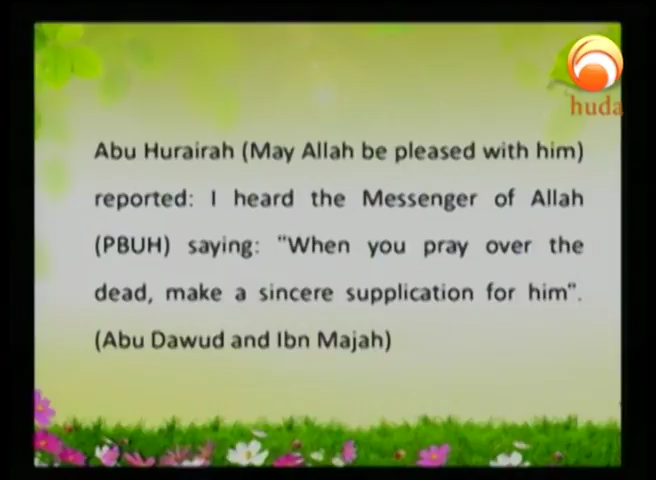 huda
Abu Hurairah (May Allah be pleased with him)
reported: I heard the Messenger of Allah
(PBUH) saying: "When you pray over the
dead, make a sincere supplication for him".
(Abu Dawud and Ibn Majah)